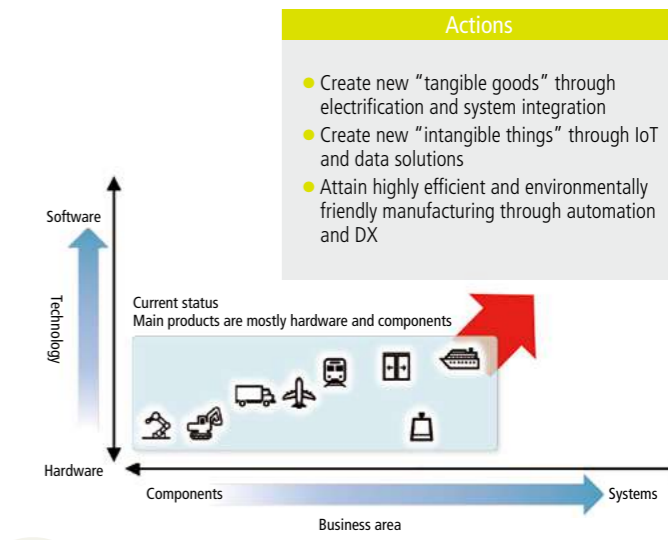 Actions
● Create new “tangible goods” through
electrification and system integration
● Create new “intangible things” through IoT
and data solutions
● Attain highly efficient and environmentally
friendly manufacturing through automation
and DX
Software
Technology
Current status
Main products are mostly hardware and components
Hardware
Components
Systems
Business area